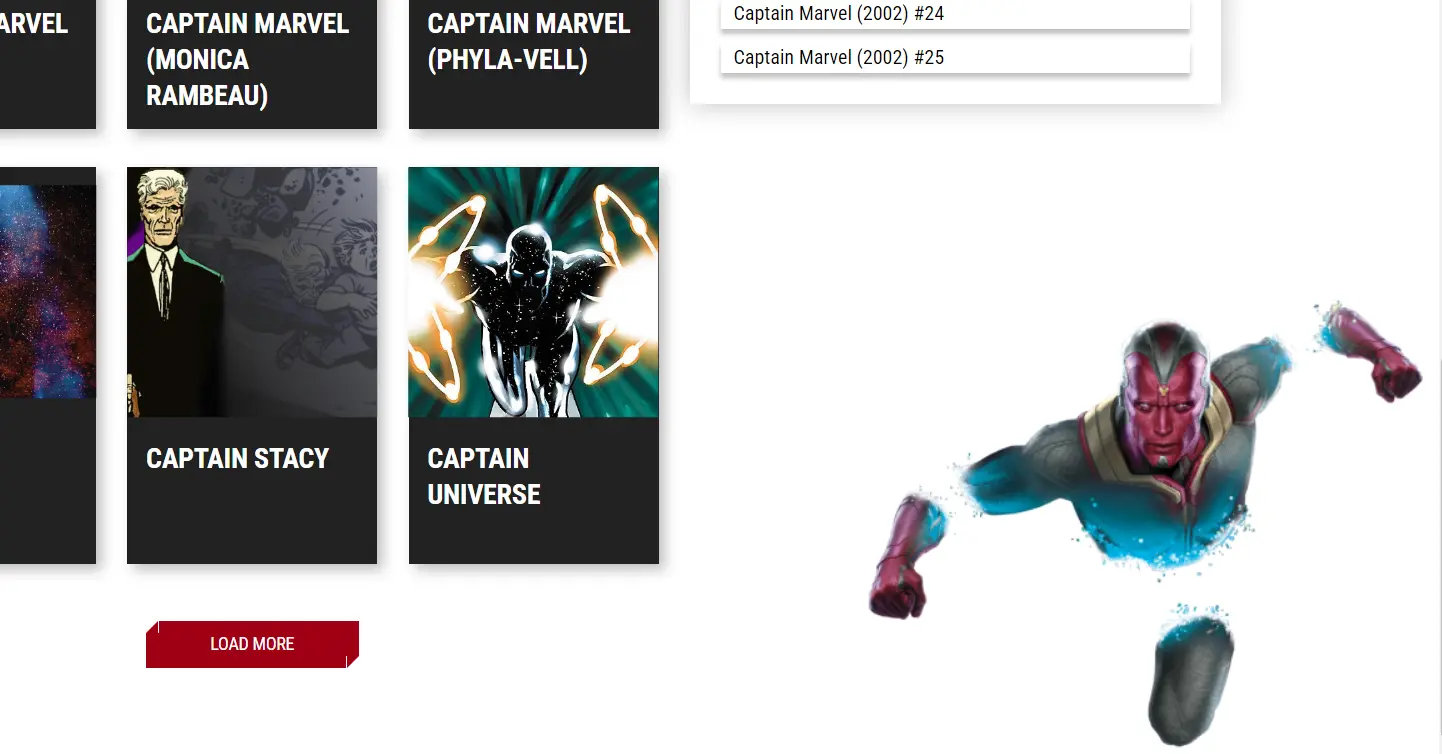 ARVEL
CAPTAIN MARVEL
(MONICA
RAMBEAU)
CAPTAIN MARVEL
(PHYLA-VELL)
Captain Marvel (2002) #24
Captain Marvel (2002) #25
CAPTAIN STACY
CAPTAIN
UNIVERSE
LOAD MORE